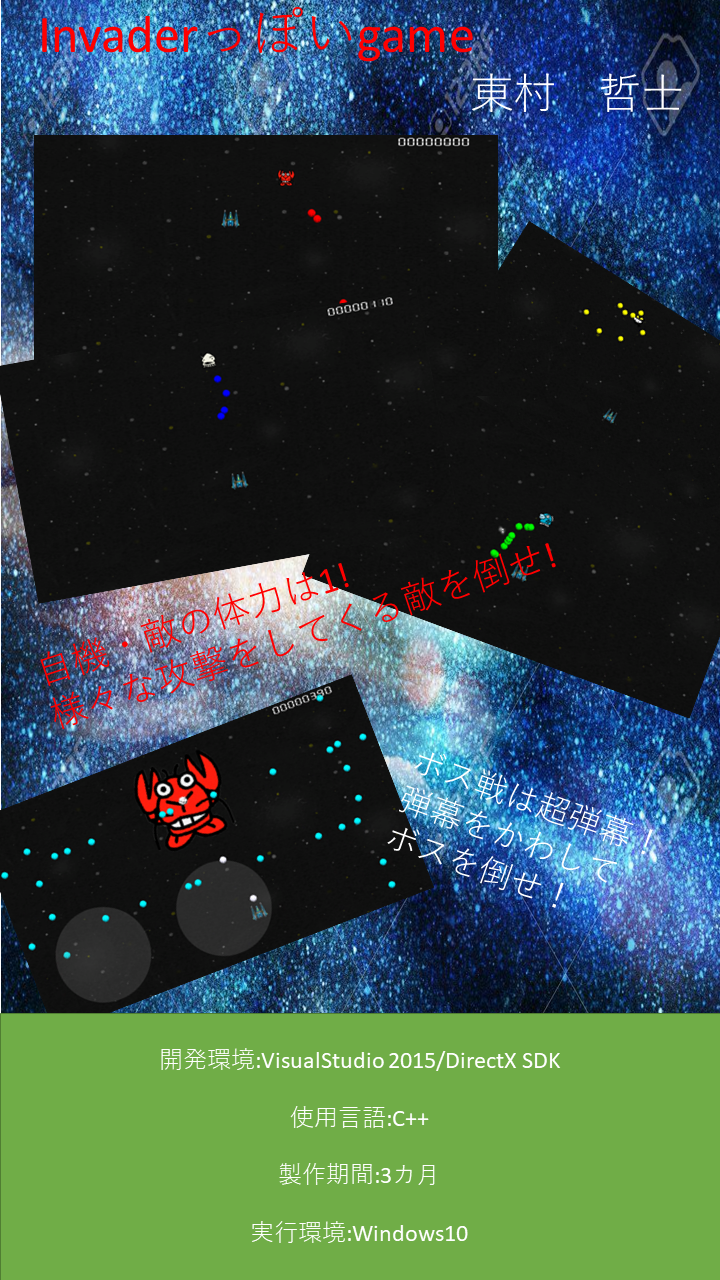 Invaderっぽいgame
東村　哲士
00000000
00000110
自機・敵の体力は1!
様々な攻撃をしてくる敵を倒せ!
00000390
ボス戦は超弾幕！
弾幕をかわして
ボスを倒せ！
開発環境:VisualStudio 2015/DirectX SDK
使用言語:C++
製作期間:3カ月
実行環境:Windows10